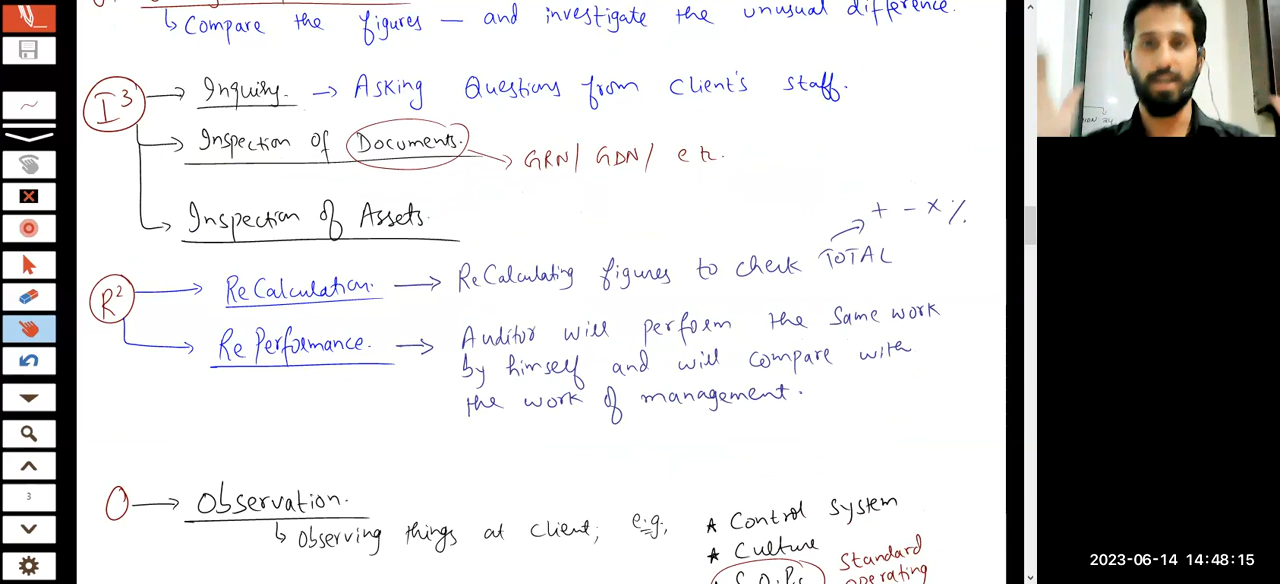 ↳ Compare the figures — and investigate the unusual difference.
I³ → Inquiry. → Asking Questions from Client's staff.
→ Inspection of Documents. → GRN/ GDN/ etc.
→ Inspection of Assets.
+ - x %
R² → ReCalculation. → ReCalculating figures to check TOTAL
→ RePerformance. → Auditor will perform the same work
by himself and will compare with
the work of management.
O → Observation.
↳ observing things at client; e.g, ★ Control system
★ Culture
Standard
S.O.P's
operating
3
2023-06-14 14:48:15